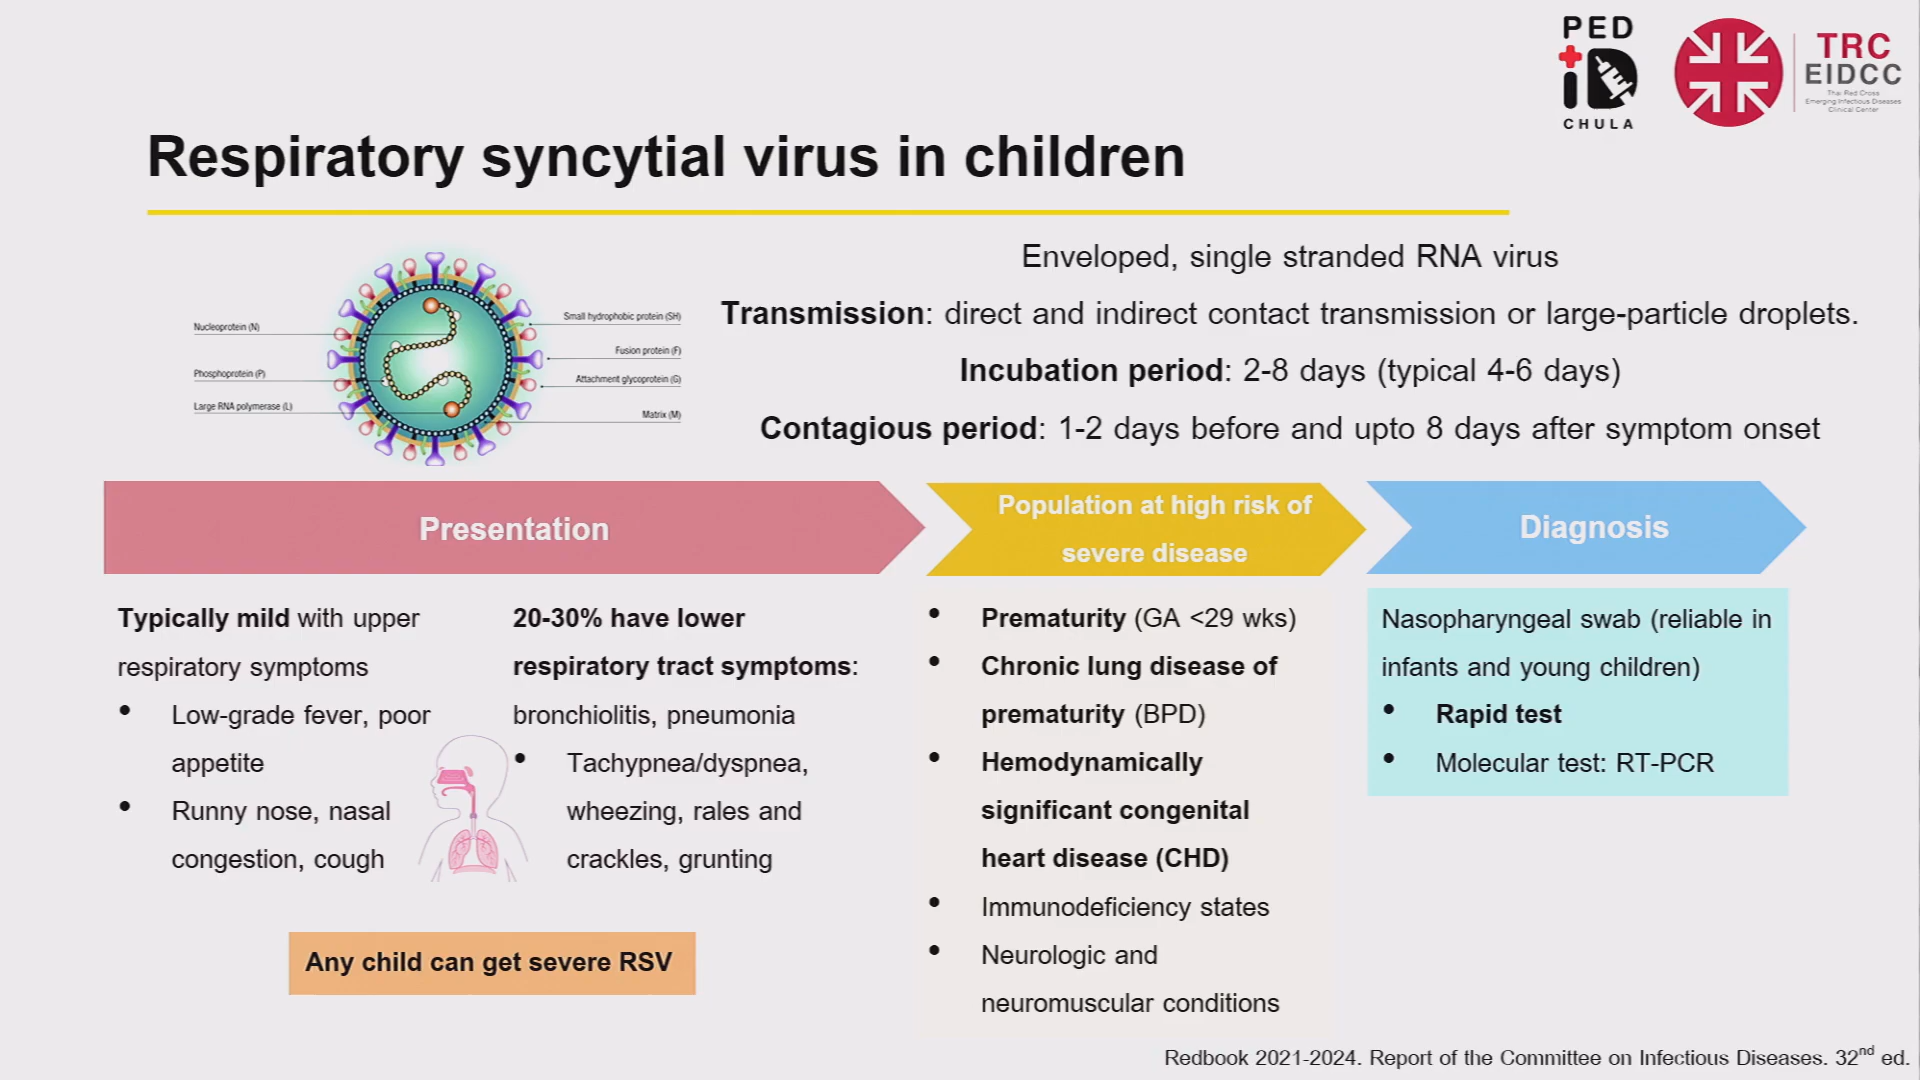 PED
iD
CHULA
TRC
EIDCC
Thai Red Cross
Emerging Infectious Diseases
Clinical Center
Respiratory syncytial virus in children
Nucleoprotein (N)
Phosphoprotein (P)
Large RNA polymerase (L)
Small hydrophobic protein (SH)
Fusion protein (F)
Attachment glycoprotein (G)
Matrix (M)
Enveloped, single stranded RNA virus
Transmission: direct and indirect contact transmission or large-particle droplets.
Incubation period: 2-8 days (typical 4-6 days)
Contagious period: 1-2 days before and upto 8 days after symptom onset
Presentation
Typically mild with upper
respiratory symptoms
• Low-grade fever, poor
appetite
• Runny nose, nasal
congestion, cough
20-30% have lower
respiratory tract symptoms:
bronchiolitis, pneumonia
• Tachypnea/dyspnea,
wheezing, rales and
crackles, grunting
Any child can get severe RSV
Population at high risk of
severe disease
• Prematurity (GA <29 wks)
• Chronic lung disease of
prematurity (BPD)
• Hemodynamically
significant congenital
heart disease (CHD)
• Immunodeficiency states
• Neurologic and
neuromuscular conditions
Diagnosis
Nasopharyngeal swab (reliable in
infants and young children)
• Rapid test
• Molecular test: RT-PCR
Redbook 2021-2024. Report of the Committee on Infectious Diseases. 32nd ed.